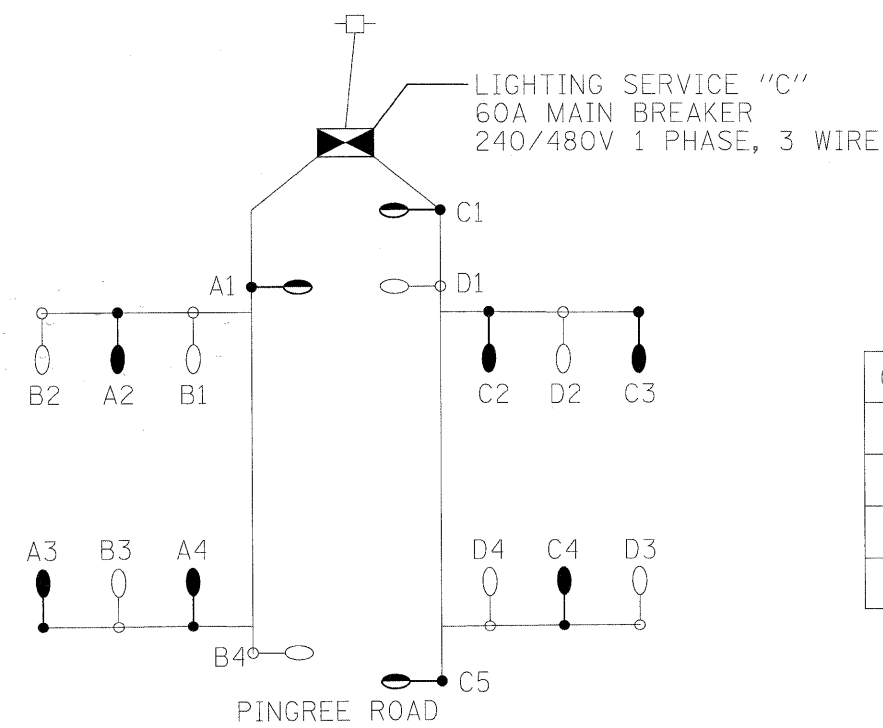 LIGHTING SERVICE "C"
60A MAIN BREAKER
240/480V 1 PHASE, 3 WIRE
C1
A1
D1
B2 A2 B1
C2 D2 C3
A3 B3 A4
D4 C4 D3
B4
C5
PINGREE ROAD